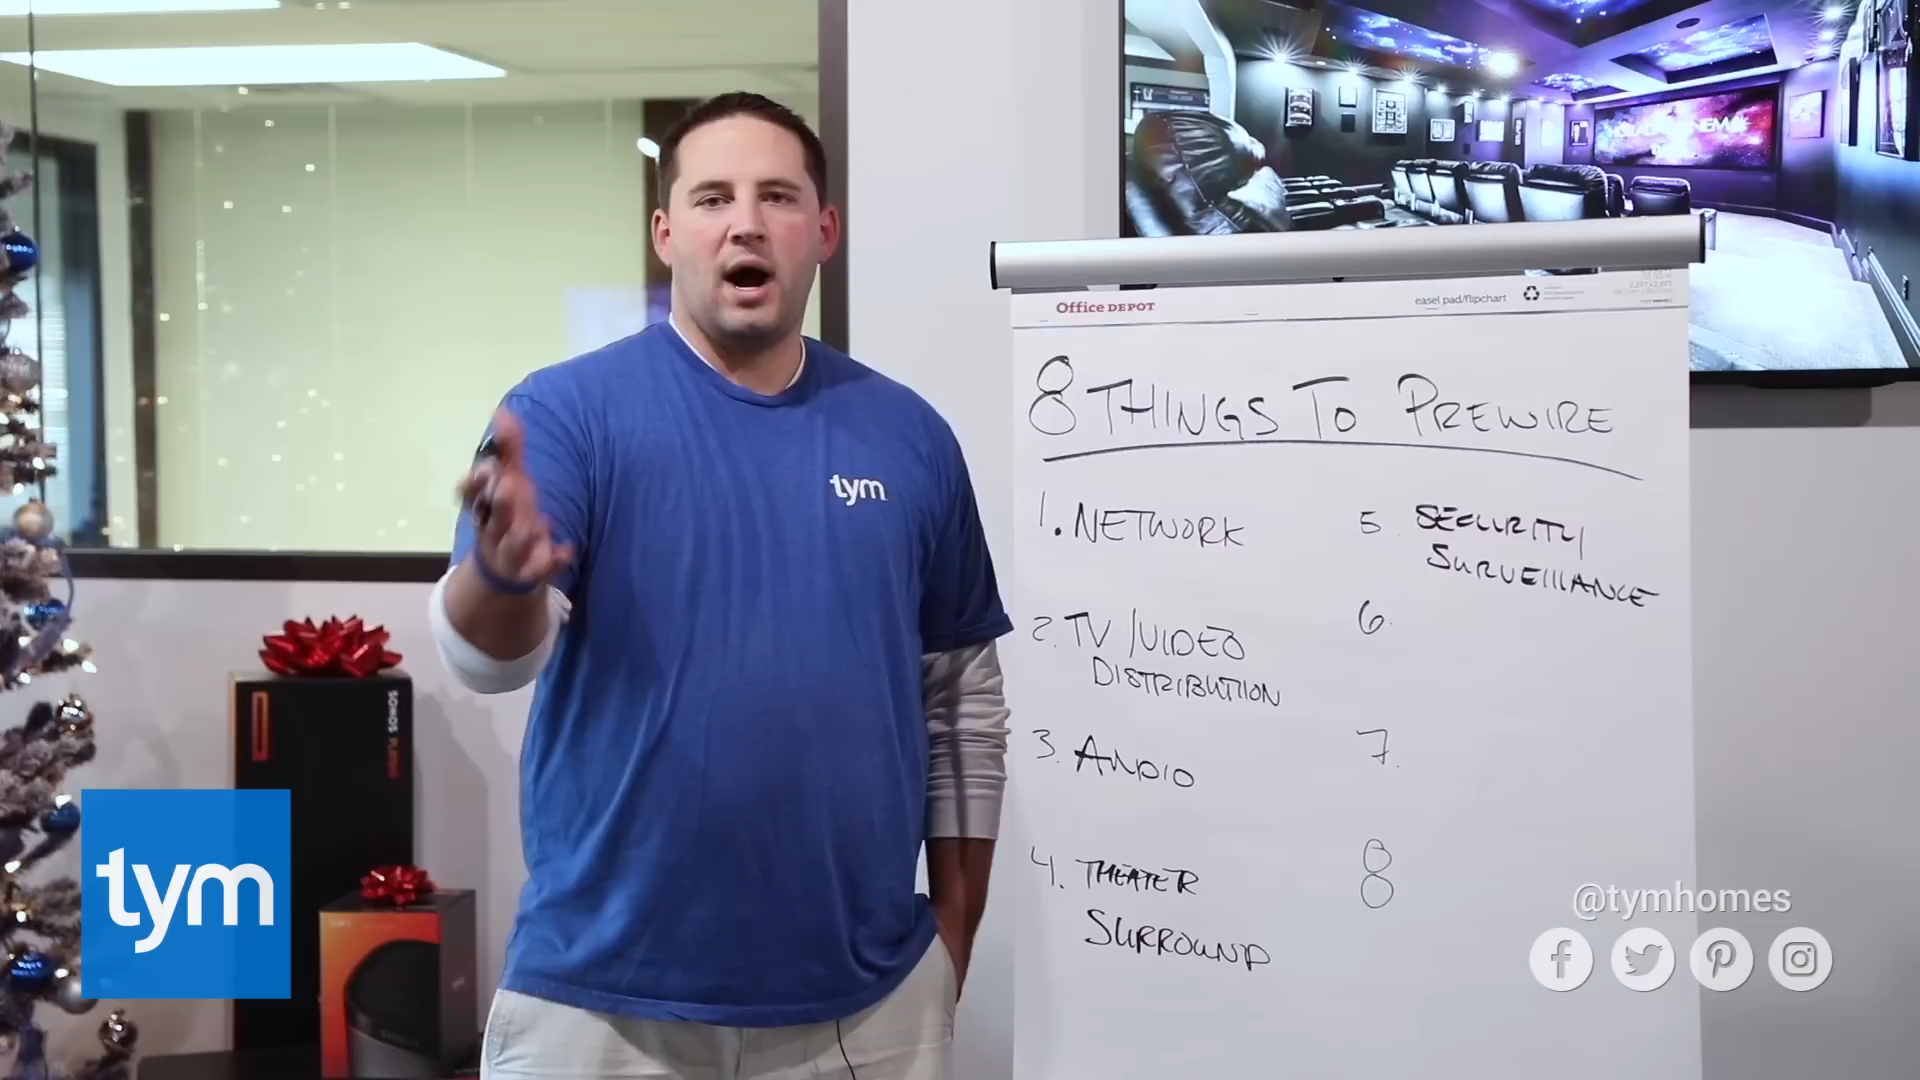 Office DEPOT
easel pad/flipchart
8 THINGS TO PREWIRE
1. NETWORK
2. TV/VIDEO
DISTRIBUTION
3. AUDIO
4. THEATER
SURROUND
5 SECURITY/
SURVEILLANCE
6.
7.
8
tym
SONOS
tym
@tymhomes